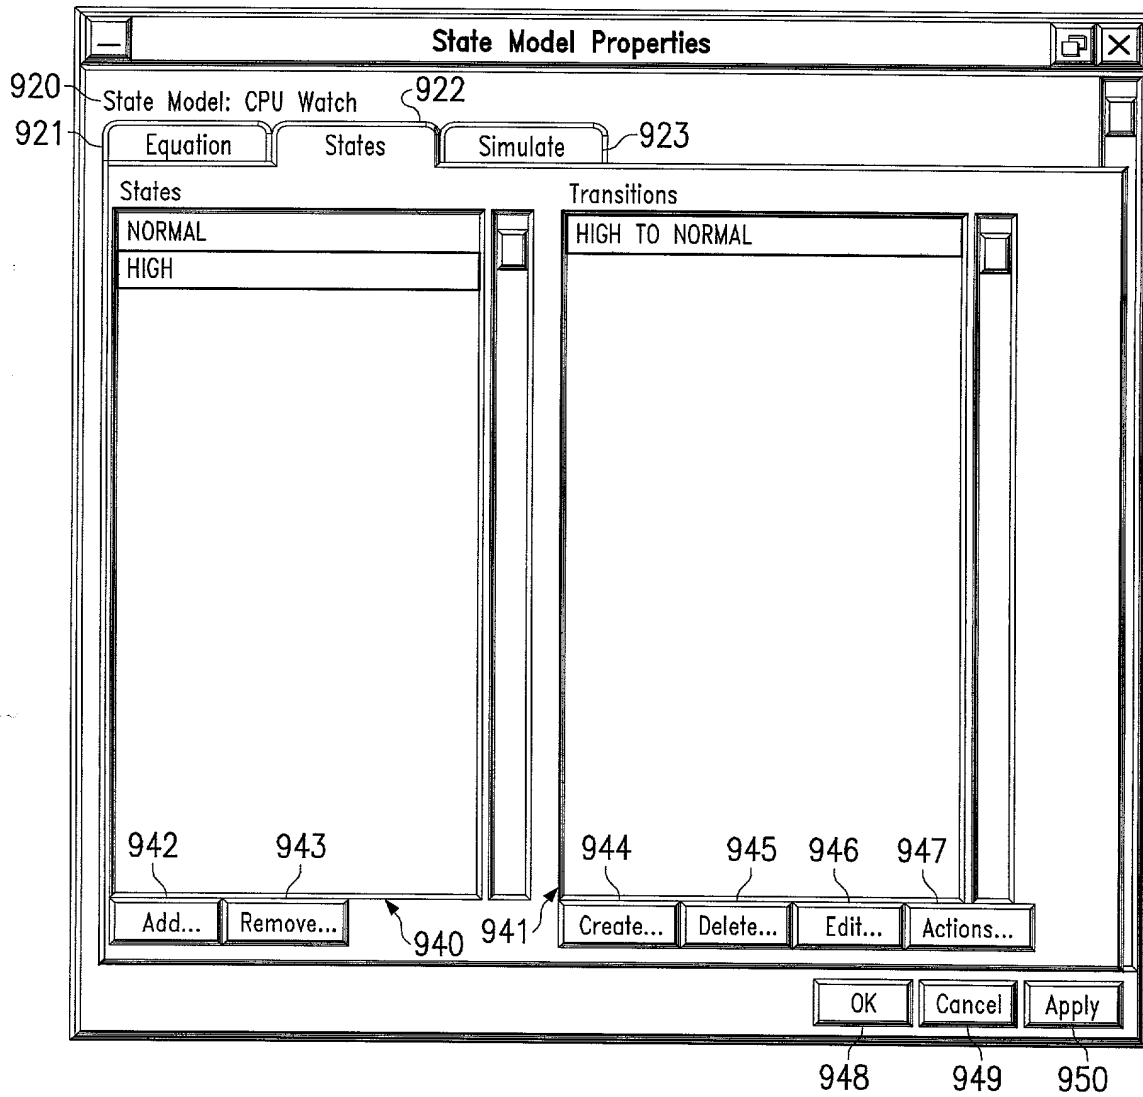 State Model Properties
920
State Model: CPU Watch
922
921
Equation
States
Simulate
923
States
Transitions
NORMAL
HIGH
HIGH TO NORMAL
942
943
944
945
946
947
Add...
Remove...
940
941
Create...
Delete...
Edit...
Actions...
OK
Cancel
Apply
948
949
950